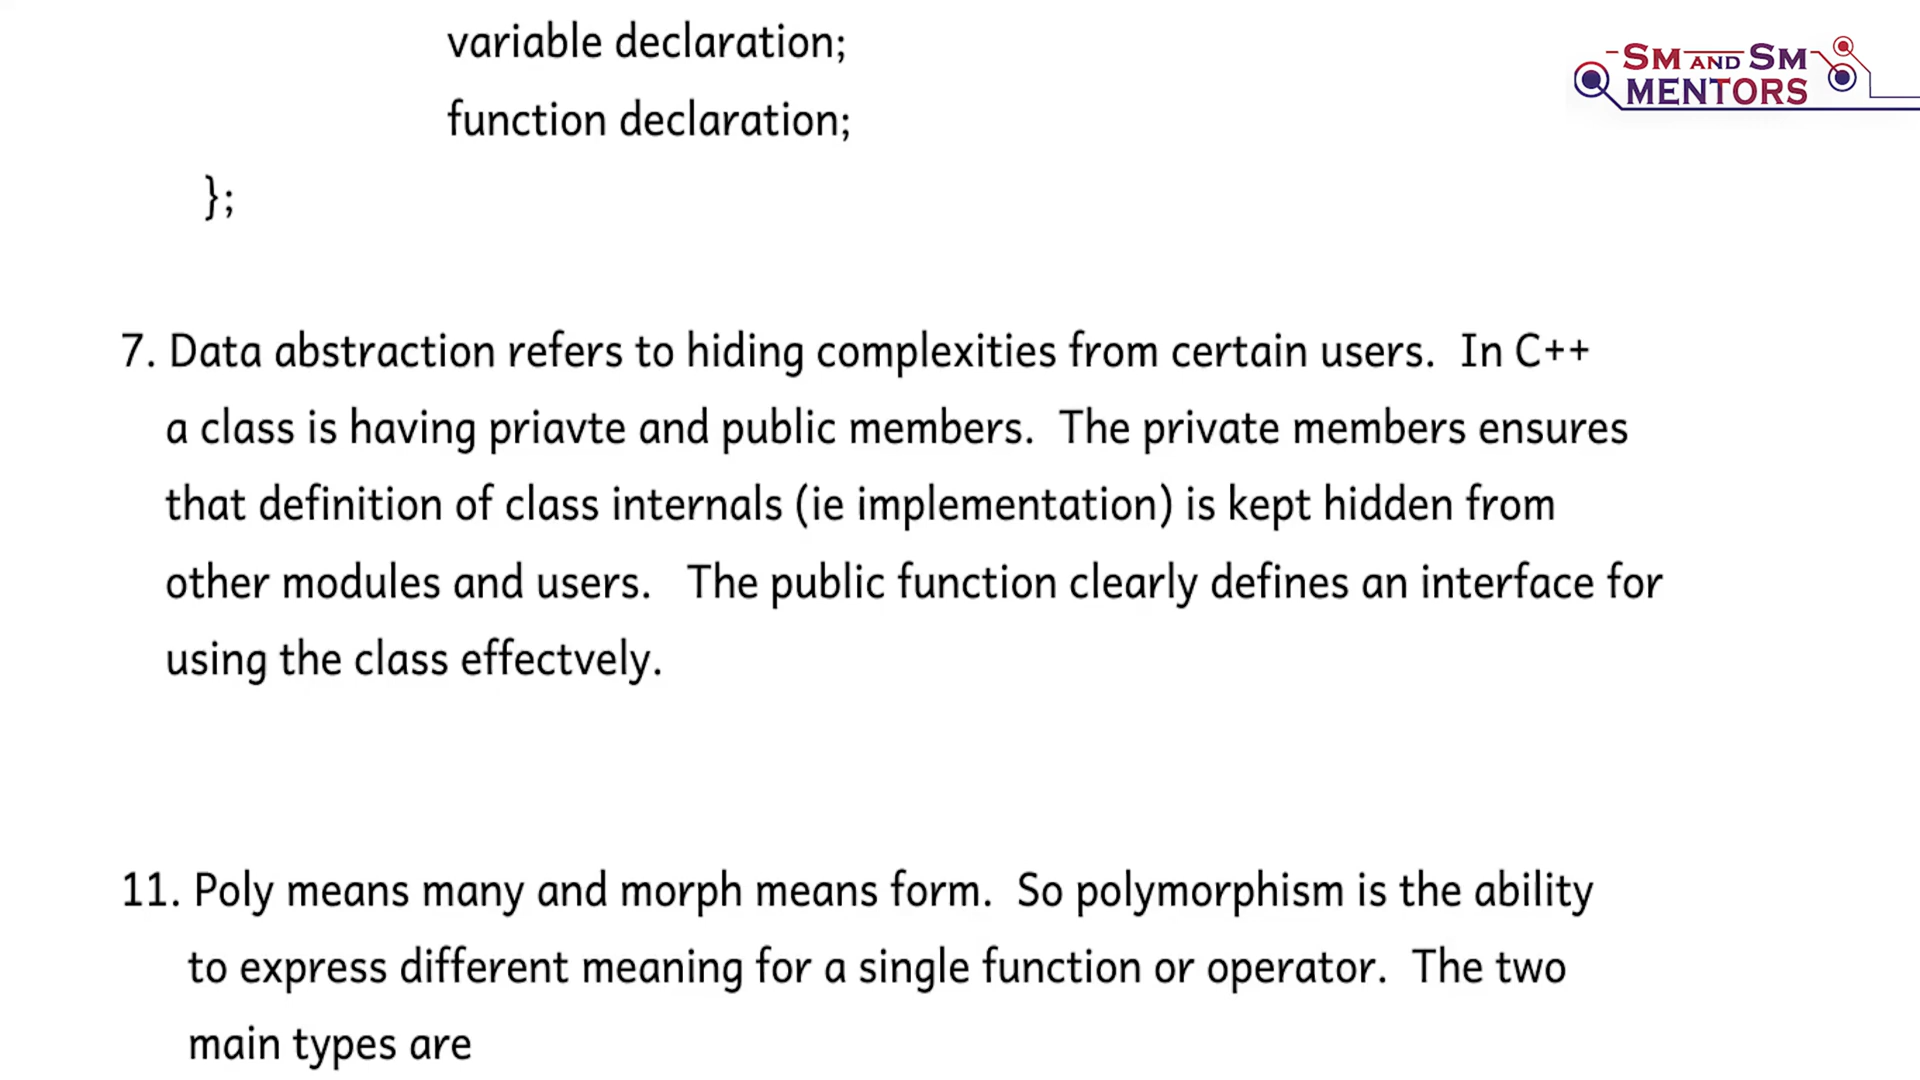 variable declaration;
SM AND SM
MENTORS
function declaration;
};
7. Data abstraction refers to hiding complexities from certain users. In C++
a class is having priavte and public members. The private members ensures
that definition of class internals (ie implementation) is kept hidden from
other modules and users. The public function clearly defines an interface for
using the class effectvely.
11. Poly means many and morph means form. So polymorphism is the ability
to express different meaning for a single function or operator. The two
main types are